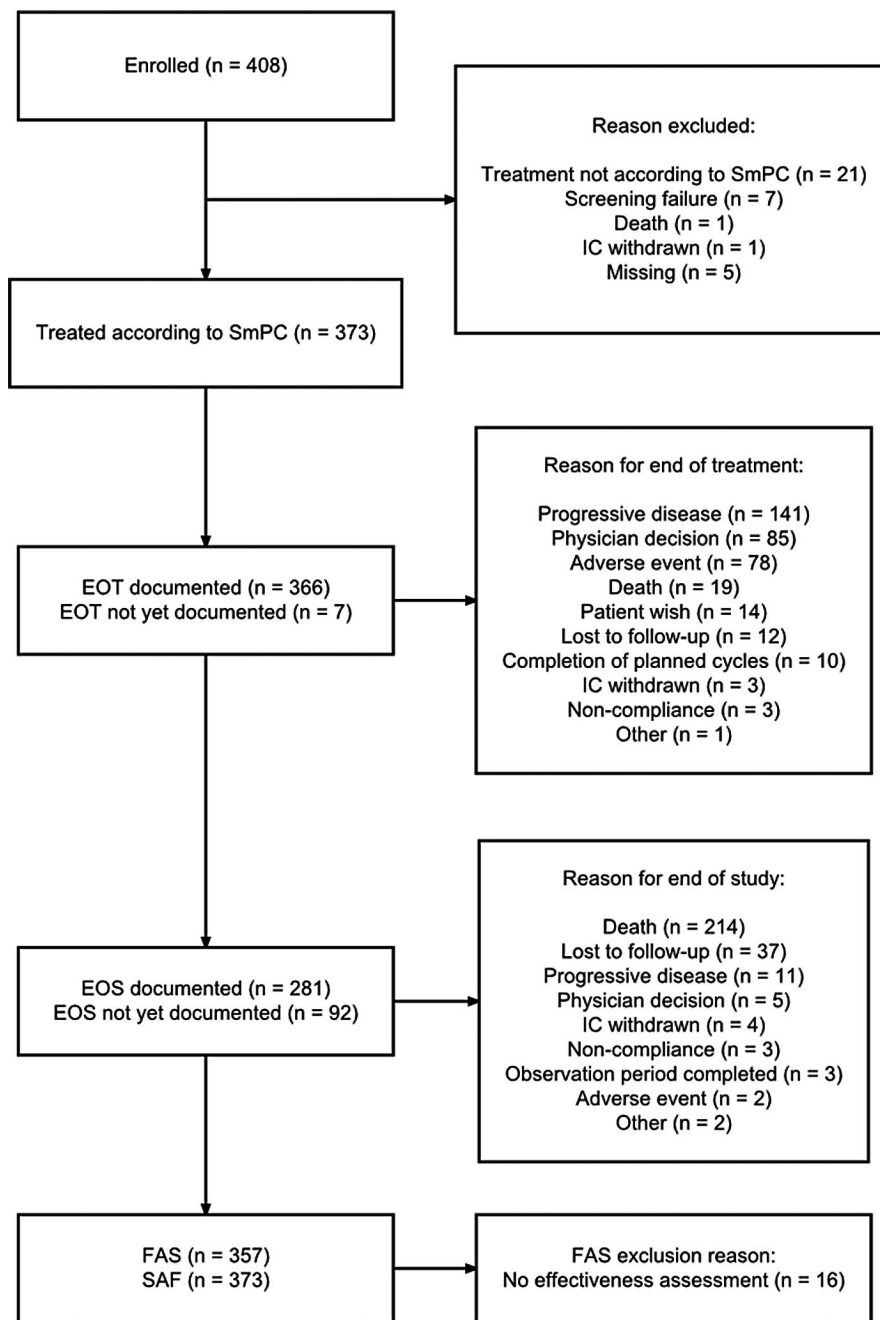 Enrolled (n = 408)
Reason excluded:
Treatment not according to SmPC (n = 21)
Screening failure (n = 7)
Death (n = 1)
IC withdrawn (n = 1)
Missing (n = 5)
Treated according to SmPC (n = 373)
Reason for end of treatment:
Progressive disease (n = 141)
Physician decision (n = 85)
Adverse event (n = 78)
Death (n = 19)
Patient wish (n = 14)
Lost to follow-up (n = 12)
Completion of planned cycles (n = 10)
IC withdrawn (n = 3)
Non-compliance (n = 3)
Other (n = 1)
EOT documented (n = 366)
EOT not yet documented (n = 7)
Reason for end of study:
Death (n = 214)
Lost to follow-up (n = 37)
Progressive disease (n = 11)
Physician decision (n = 5)
IC withdrawn (n = 4)
Non-compliance (n = 3)
Observation period completed (n = 3)
Adverse event (n = 2)
Other (n = 2)
EOS documented (n = 281)
EOS not yet documented (n = 92)
FAS (n = 357)
SAF (n = 373)
FAS exclusion reason:
No effectiveness assessment (n = 16)